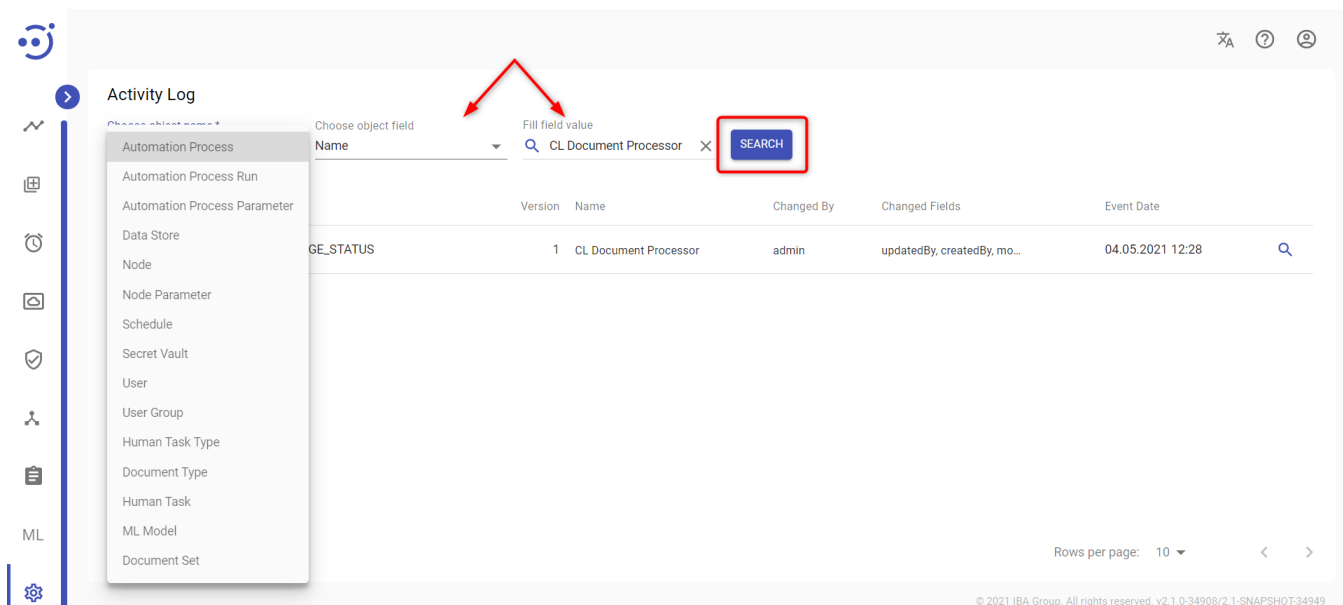 Activity Log
Choose object name *
Choose object field
Fill field value
Name
CL Document Processor
SEARCH
Automation Process
Automation Process Run
Automation Process Parameter
Data Store
Node
Node Parameter
Schedule
Secret Vault
User
User Group
Human Task Type
Document Type
Human Task
ML Model
Document Set
Version Name Changed By Changed Fields Event Date
GE_STATUS 1 CL Document Processor admin updatedBy, createdBy, mo... 04.05.2021 12:28
ML
Rows per page: 10
© 2021 IBA Group. All rights reserved. v2.1.0-34908/2.1-SNAPSHOT-34949